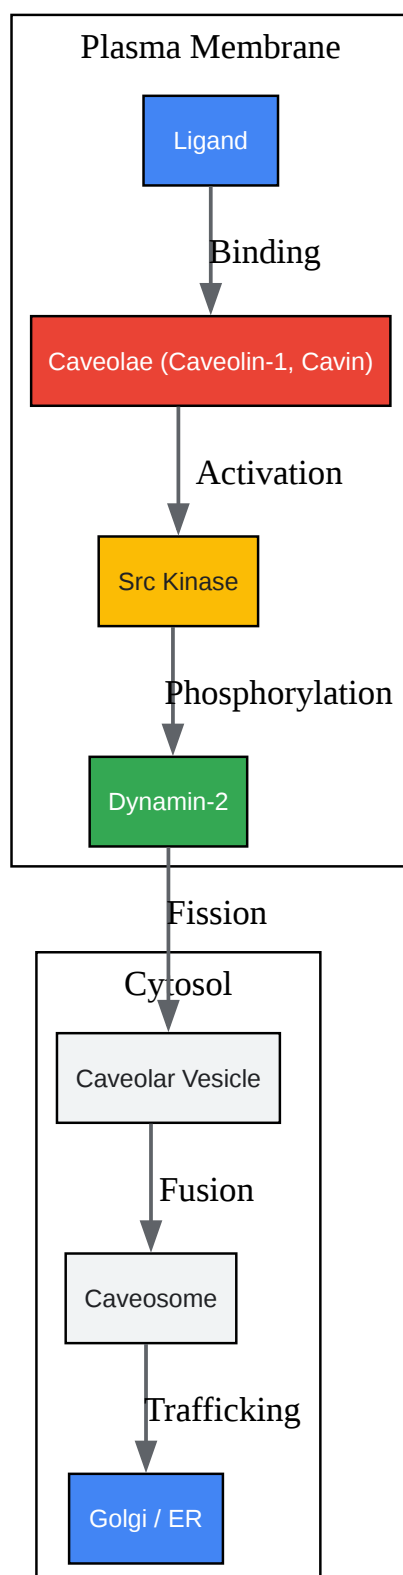 Plasma Membrane
Ligand
Binding
Caveolae (Caveolin-1, Cavin)
Activation
Src Kinase
Phosphorylation
Dynamin-2
Fission
Cytosol
Caveolar Vesicle
Fusion
Caveosome
Trafficking
Golgi / ER